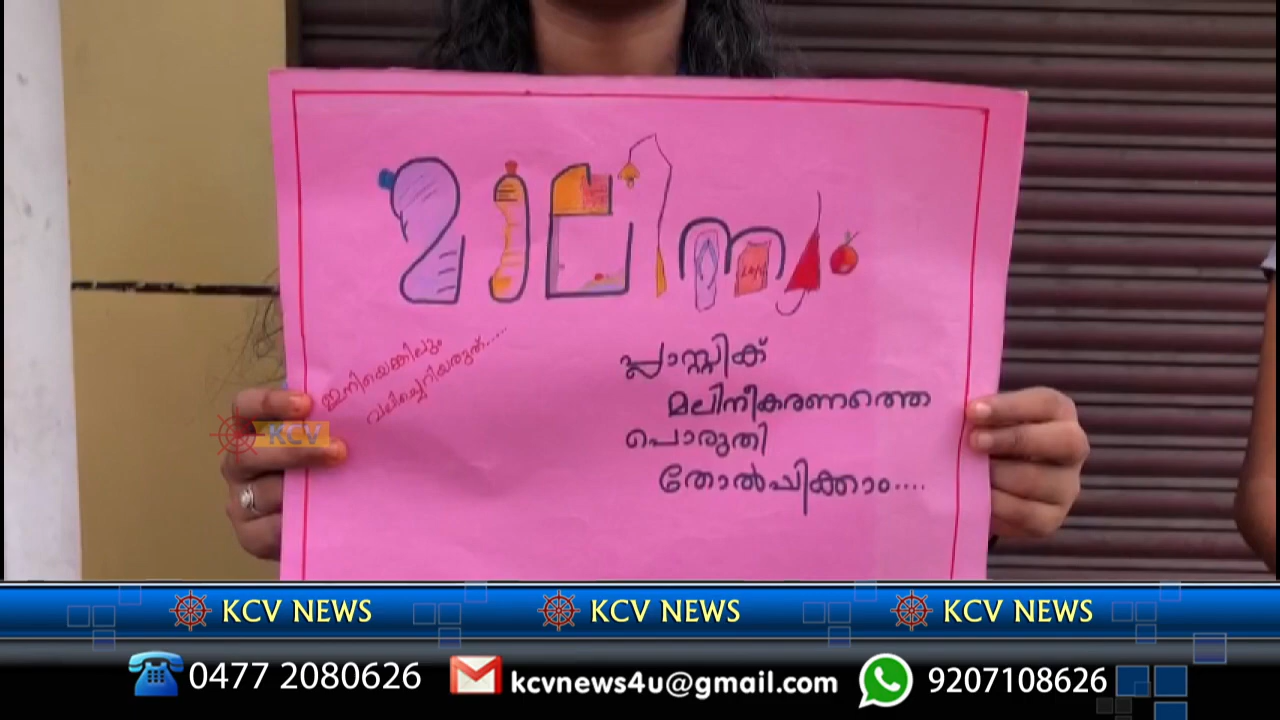 മാലിന്യം
ഇനിയെങ്കിലും
വലിച്ചെറിയരുത്.....
പ്ലാസ്റ്റിക്
മലിനീകരണത്തെ
പൊരുതി
തോൽപ്പിക്കാം....
KCV
KCV NEWS KCV NEWS KCV NEWS
0477 2080626 kcvnews4u@gmail.com 9207108626